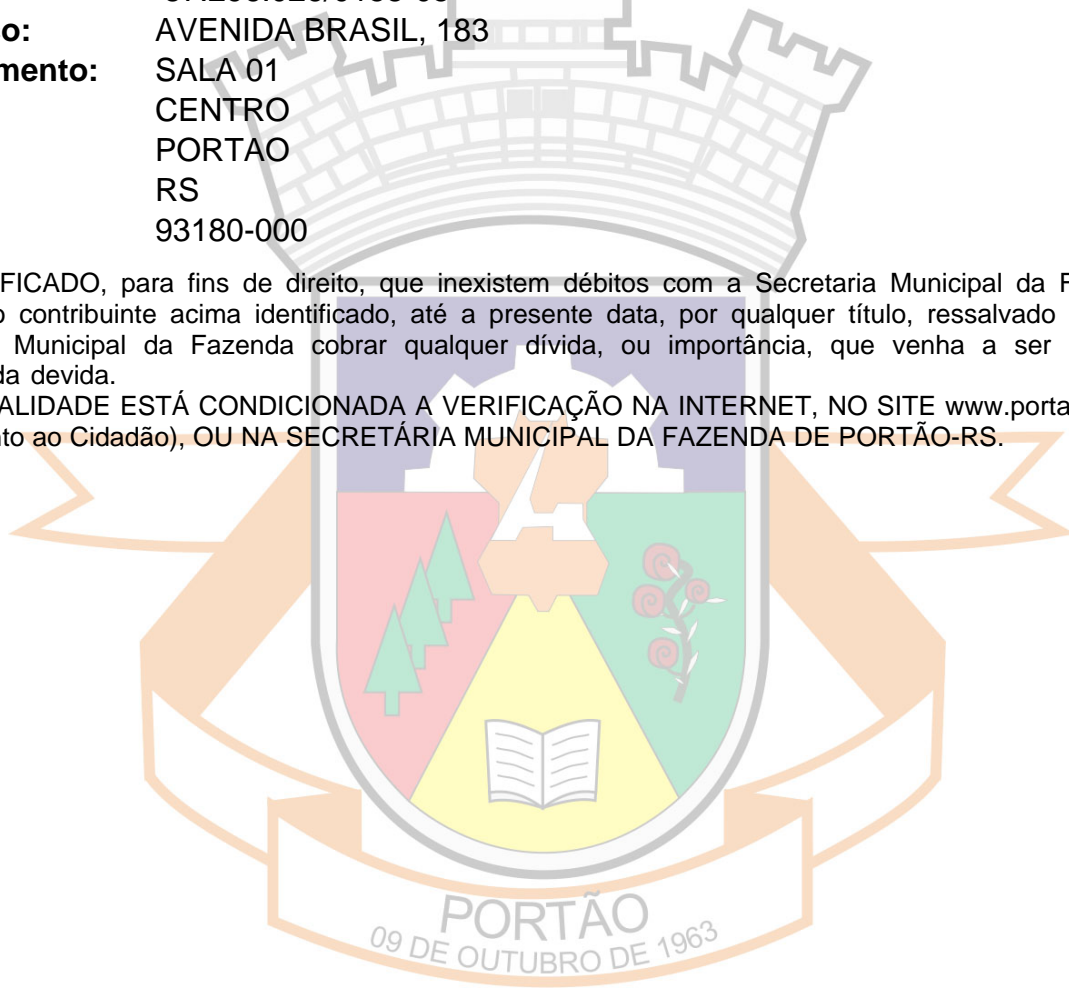 AVENIDA BRASIL, 183
SALA 01
CENTRO
PORTAO
RS
93180-000
FICADO, para fins de direito, que inexistem débitos com a Secretaria Municipal da F
contribuinte acima identificado, até a presente data, por qualquer título, ressalvado
Municipal da Fazenda cobrar qualquer dívida, ou importância, que venha a ser
da devida.
ALIDADE ESTÁ CONDICIONADA A VERIFICAÇÃO NA INTERNET, NO SITE www.porta
nto ao Cidadão), OU NA SECRETÁRIA MUNICIPAL DA FAZENDA DE PORTÃO-RS.
PORTÃO
09 DE OUTUBRO DE 1963